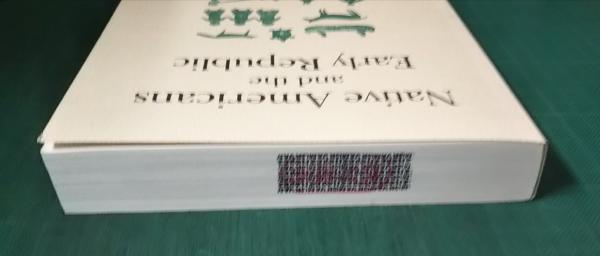 Native Americans
and the
Early Republic